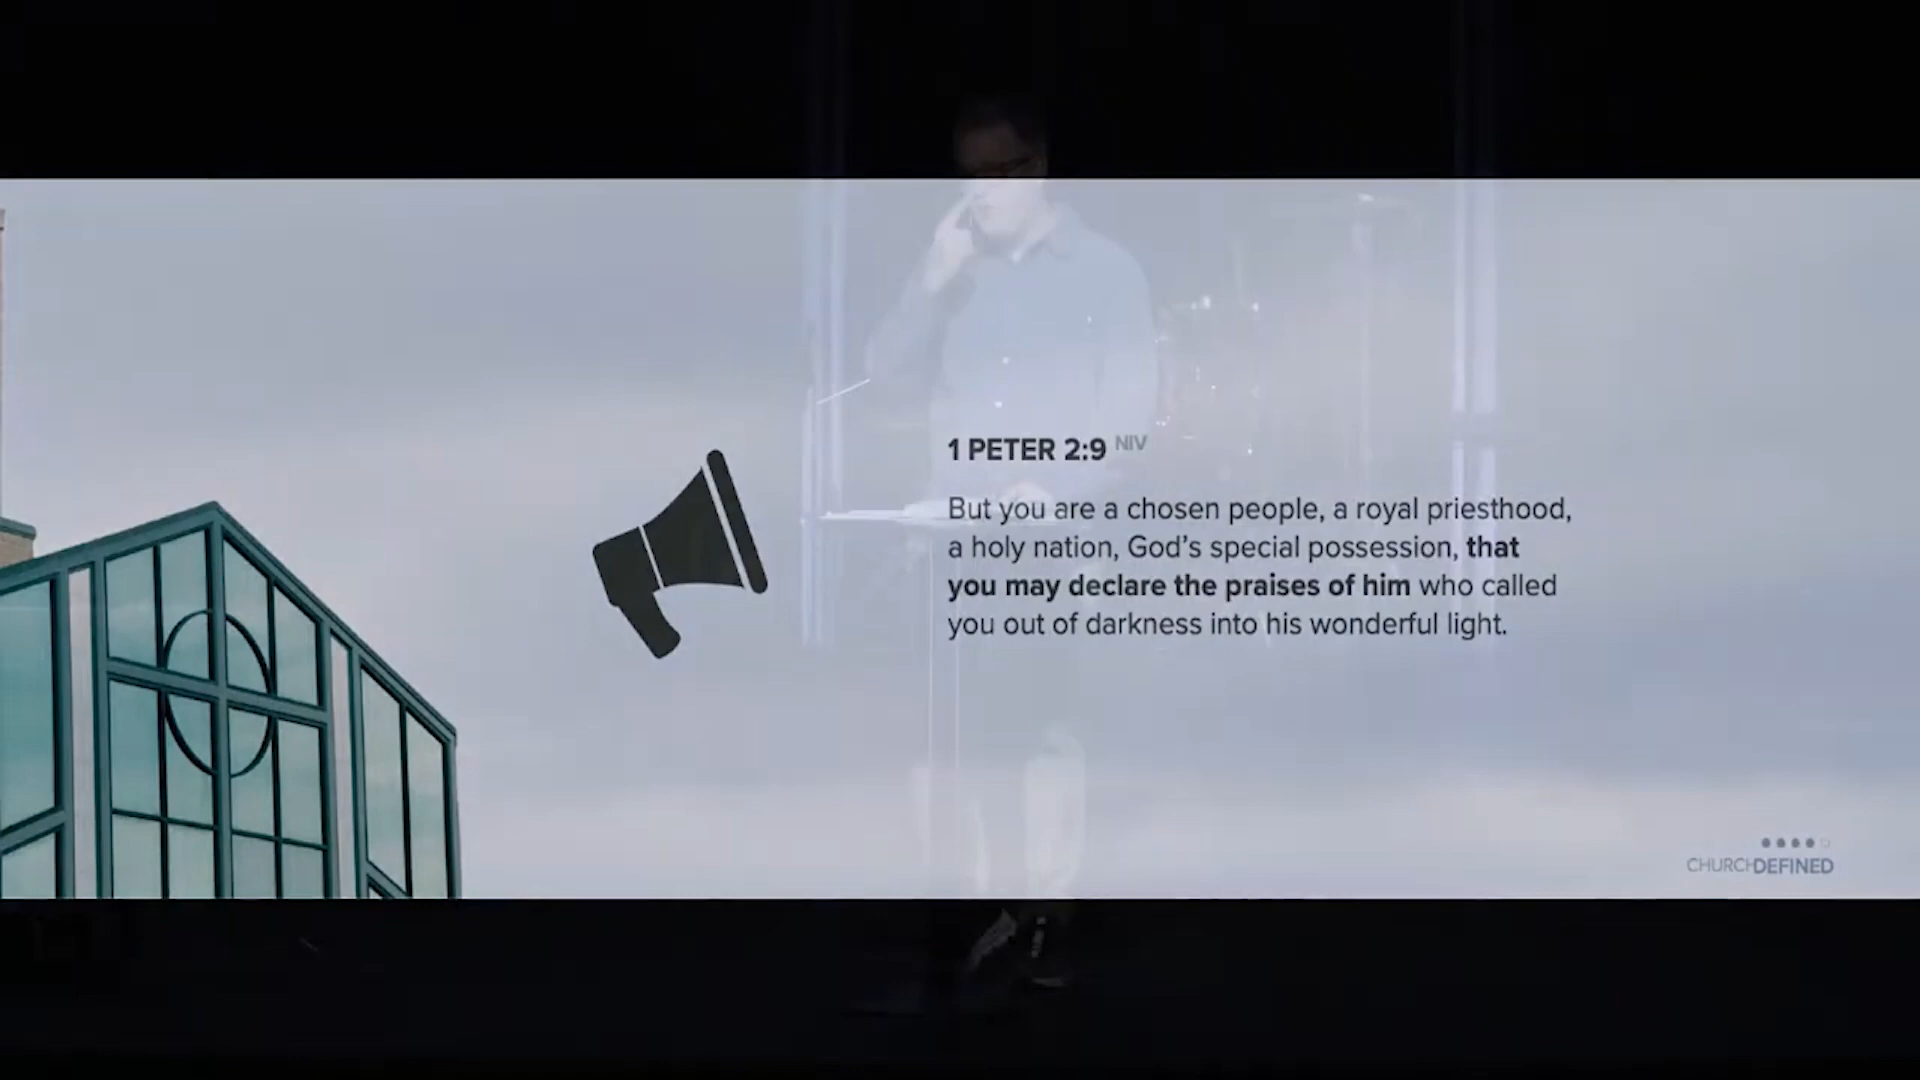 1 PETER 2:9 NIV
But you are a chosen people, a royal priesthood,
a holy nation, God’s special possession, that
you may declare the praises of him who called
you out of darkness into his wonderful light.
CHURCHDEFINED